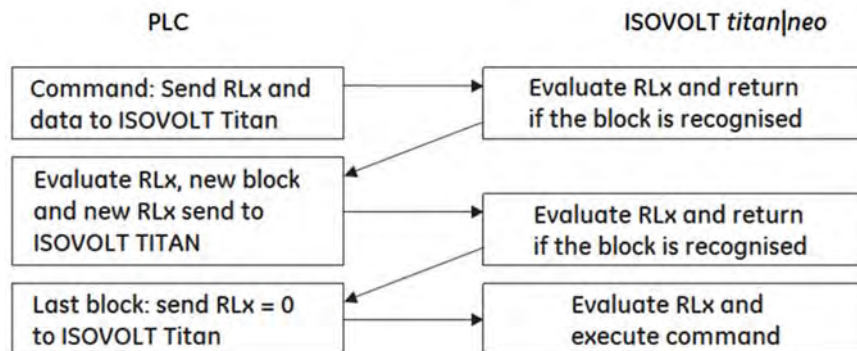 PLC
ISOVOLT titan|neo
Command: Send RLx and
data to ISOVOLT Titan
Evaluate RLx and return
if the block is recognised
Evaluate RLx, new block
and new RLx send to
ISOVOLT TITAN
Evaluate RLx and return
if the block is recognised
Last block: send RLx = 0
to ISOVOLT Titan
Evaluate RLx and
execute command